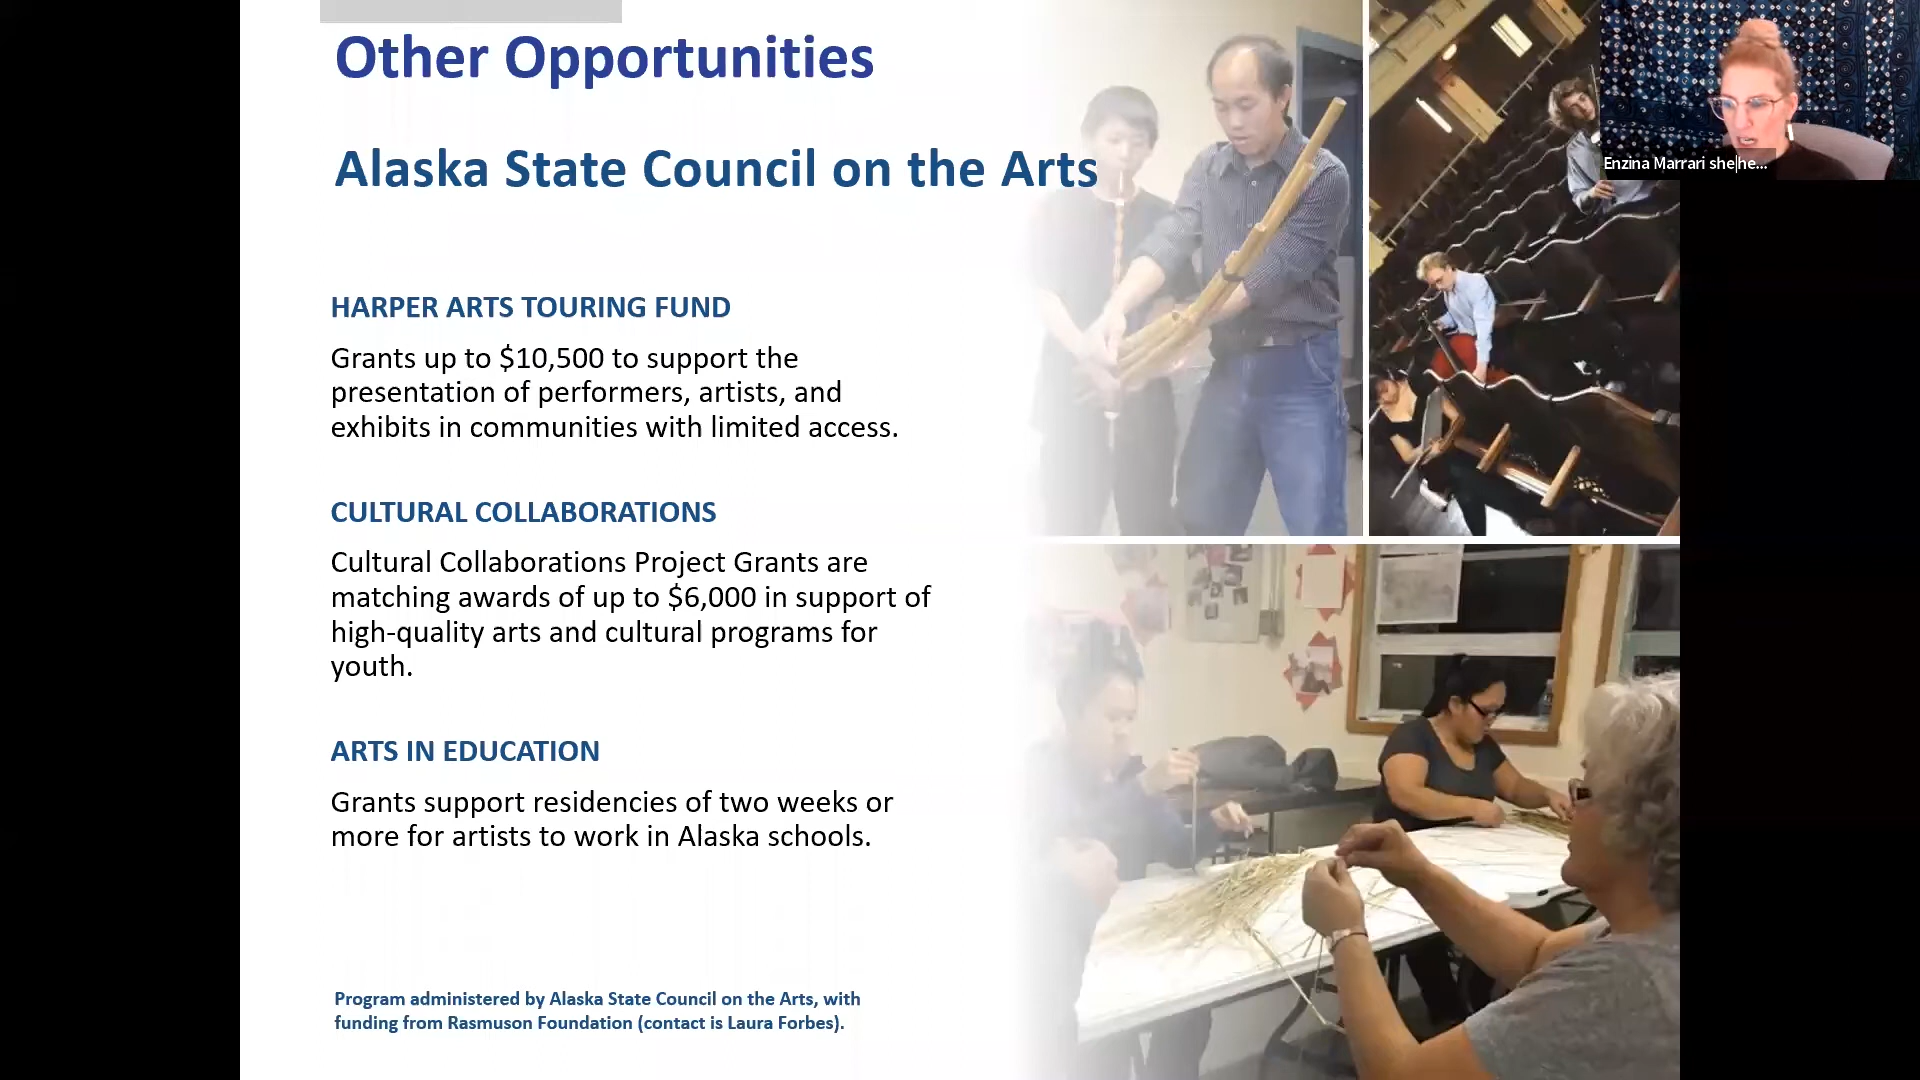 Other Opportunities
Alaska State Council on the Arts
HARPER ARTS TOURING FUND
Grants up to $10,500 to support the
presentation of performers, artists, and
exhibits in communities with limited access.
CULTURAL COLLABORATIONS
Cultural Collaborations Project Grants are
matching awards of up to $6,000 in support of
high-quality arts and cultural programs for
youth.
ARTS IN EDUCATION
Grants support residencies of two weeks or
more for artists to work in Alaska schools.
Program administered by Alaska State Council on the Arts, with
funding from Rasmuson Foundation (contact is Laura Forbes).
Enzina Marrari she|he...